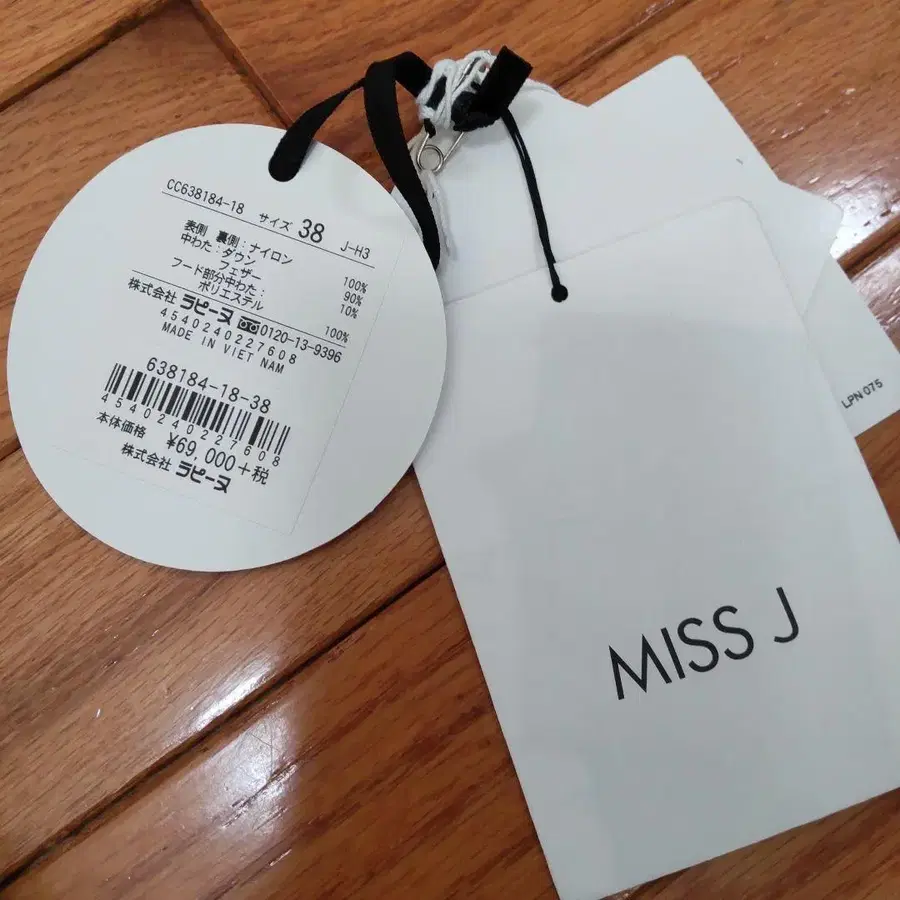 CC638184-18 サイズ 38 J-H3
表側 裏側:ナイロン 100%
中わた:ダウン 90%
フェザー 10%
フード部分中わた:
ポリエステル 100%
株式会社 ラピーヌ 0120-13-9396
4540240227608
MADE IN VIET NAM
638184-18-38
4540240227608
本体価格 ¥69,000+税
株式会社 ラピーヌ
MISS J
LPN 075